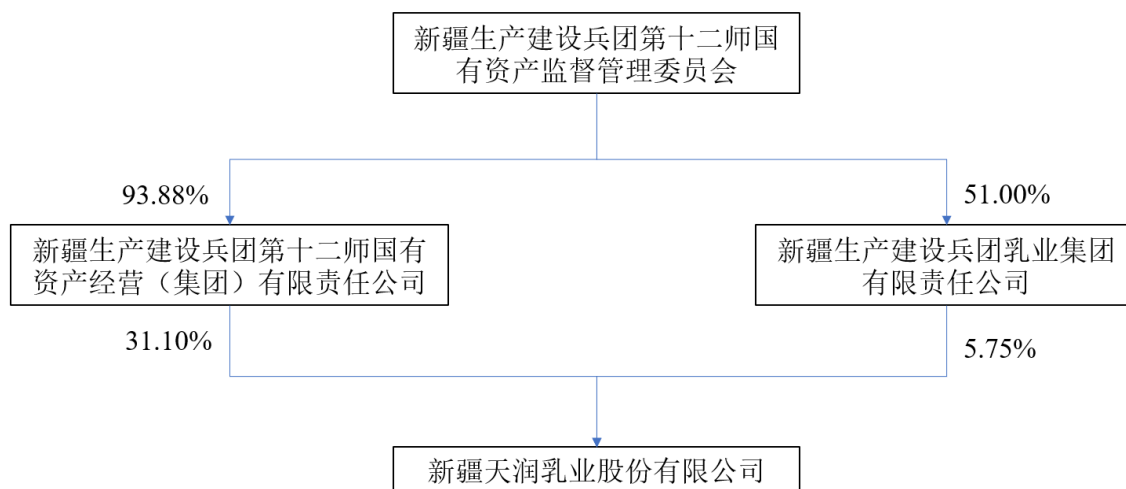 新疆生产建设兵团第十二师国
有资产监督管理委员会
93.88%
51.00%
新疆生产建设兵团第十二师国有
资产经营（集团）有限责任公司
新疆生产建设兵团乳业集团
有限责任公司
31.10%
5.75%
新疆天润乳业股份有限公司